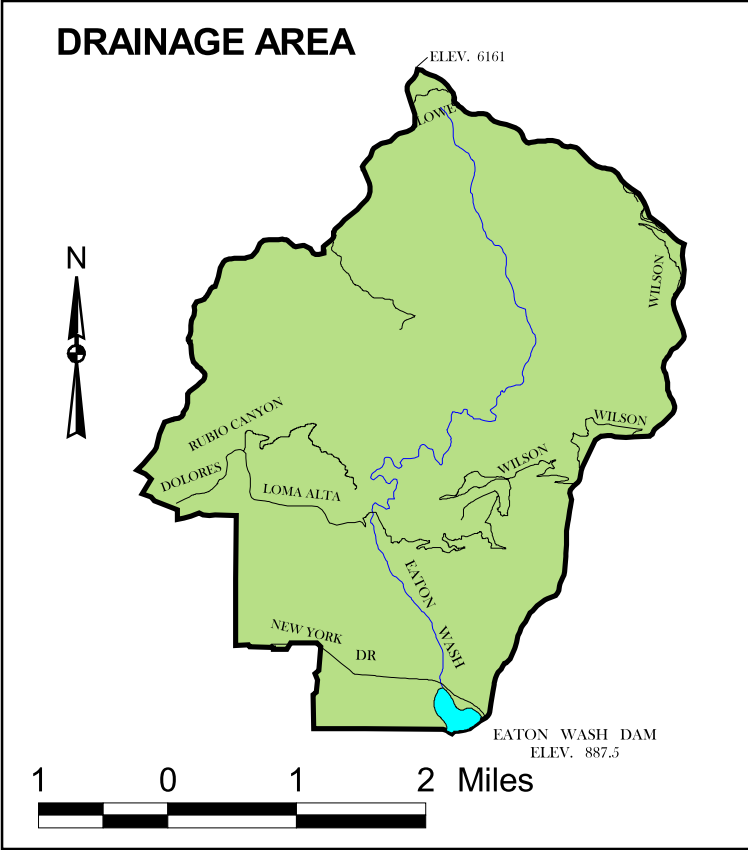 DRAINAGE AREA
ELEV. 6161
LOWE
N
WILSON
WILSON
RUBIO CANYON
WILSON
DOLORES
LOMA ALTA
EATON
WASH
NEW YORK
DR
EATON WASH DAM
ELEV. 887.5
1 0 1 2 Miles